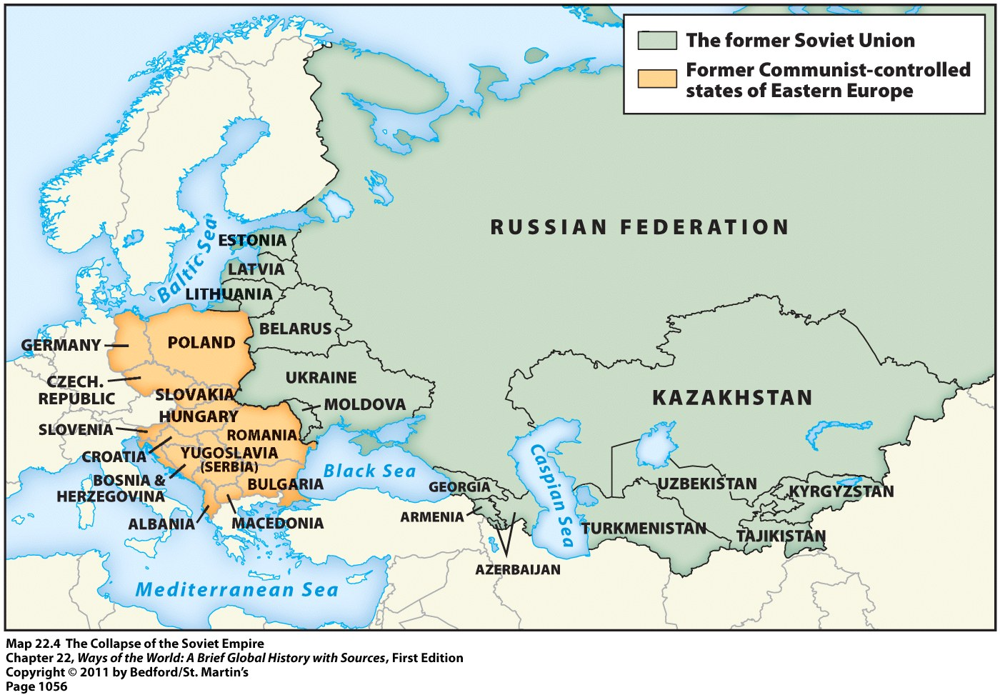 The former Soviet Union
Former Communist-controlled
states of Eastern Europe
RUSSIAN FEDERATION
Baltic Sea
ESTONIA
LATVIA
LITHUANIA
BELARUS
GERMANY
POLAND
CZECH.
REPUBLIC
UKRAINE
SLOVAKIA
MOLDOVA
KAZAKHSTAN
HUNGARY
SLOVENIA
ROMANIA
CROATIA
YUGOSLAVIA
(SERBIA)
Black Sea
Caspian Sea
BOSNIA &
HERZEGOVINA
BULGARIA
GEORGIA
UZBEKISTAN
KYRGYZSTAN
ALBANIA
MACEDONIA
ARMENIA
TURKMENISTAN
TAJIKISTAN
AZERBAIJAN
Mediterranean Sea
Map 22.4 The Collapse of the Soviet Empire
Chapter 22, Ways of the World: A Brief Global History with Sources, First Edition
Copyright © 2011 by Bedford/St. Martin's
Page 1056